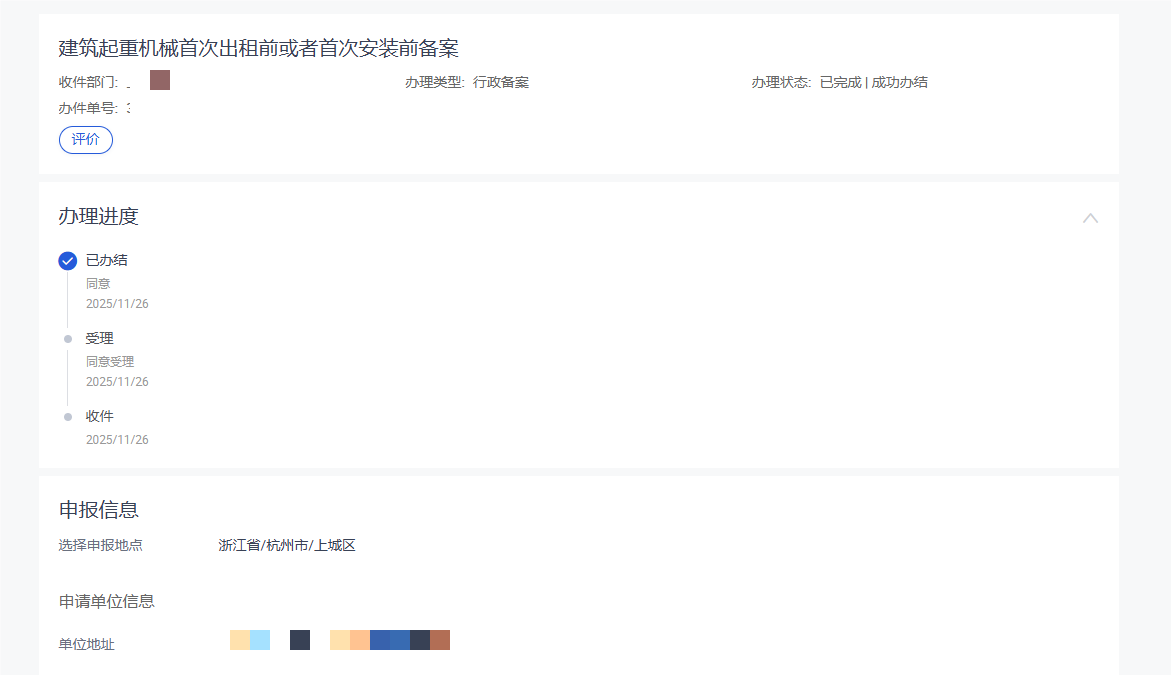 建筑起重机械首次出租前或者首次安装前备案
收件部门: 办理类型: 行政备案 办理状态: 已完成 | 成功办结
办件单号:
评价
办理进度
已办结
同意
2025/11/26
受理
同意受理
2025/11/26
收件
2025/11/26
申报信息
选择申报地点 浙江省/杭州市/上城区
申请单位信息
单位地址